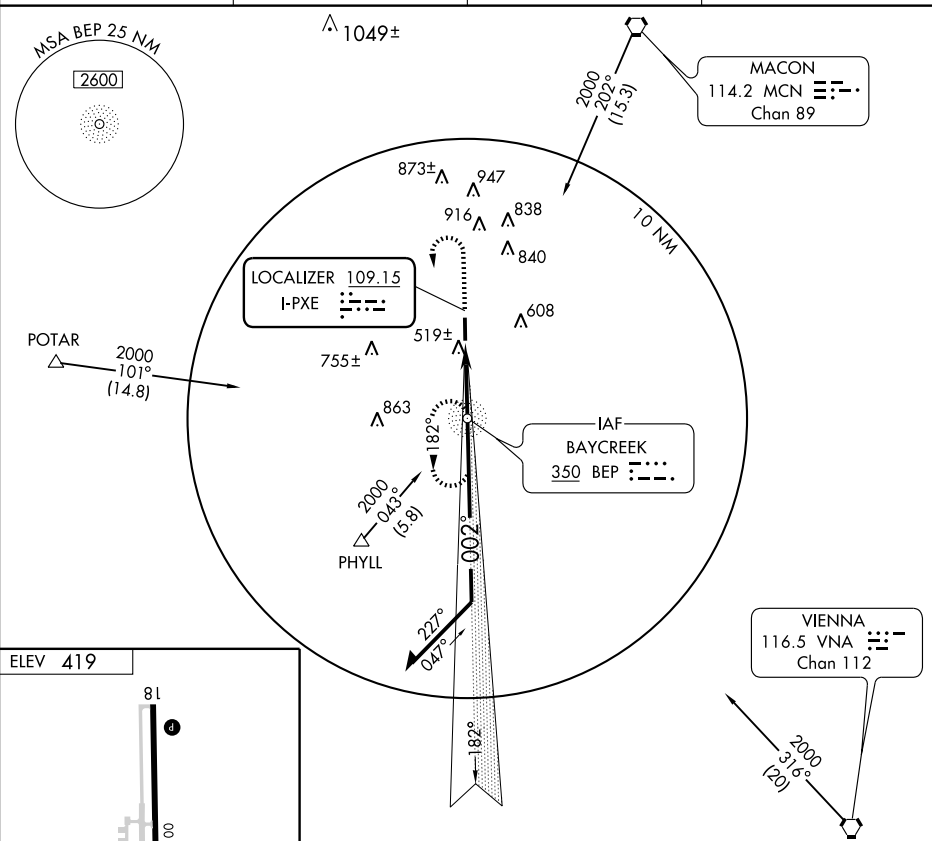 MSA BEP 25 NM
2600
1049±
2000
202°
(15.3)
MACON
114.2 MCN
Chan 89
873±
947
916
838
840
10 NM
LOCALIZER 109.15
I-PXE
608
519±
755±
POTAR
2000
101°
(14.8)
863
182°
IAF
BAYCREEK
350 BEP
2000
043°
(5.8)
PHYLL
002°
227°
047°
182°
VIENNA
116.5 VNA
Chan 112
2000
316°
(20)
ELEV 419
18
P
00